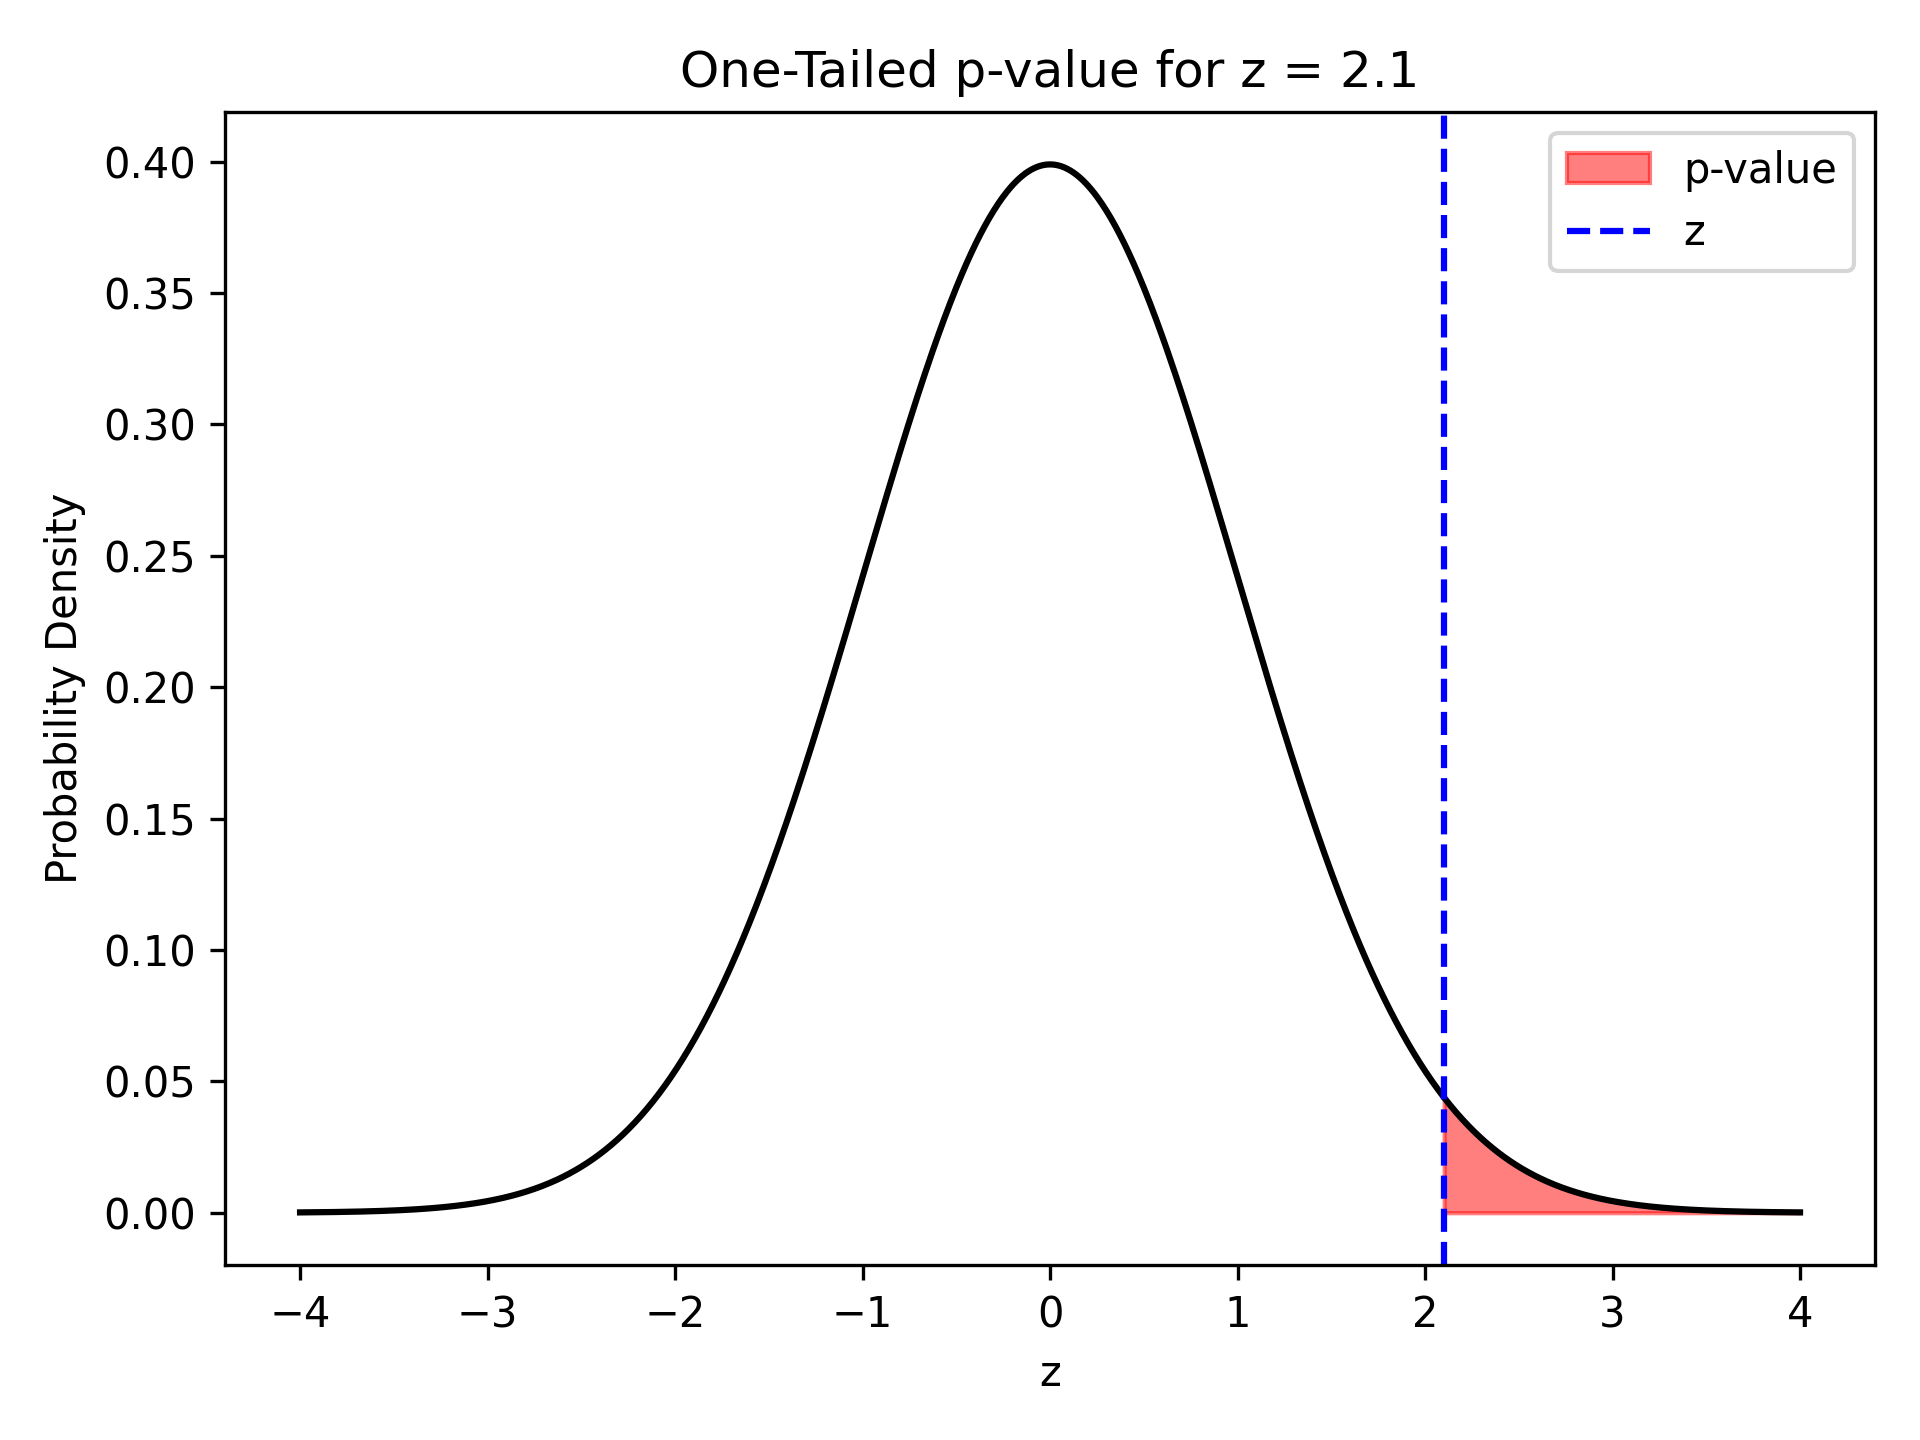 One-Tailed p-value for z = 2.1
p-value
z
0.40
0.35
0.30
0.25
0.20
0.15
0.10
0.05
0.00
Probability Density
−4 −3 −2 −1 0 1 2 3 4
z